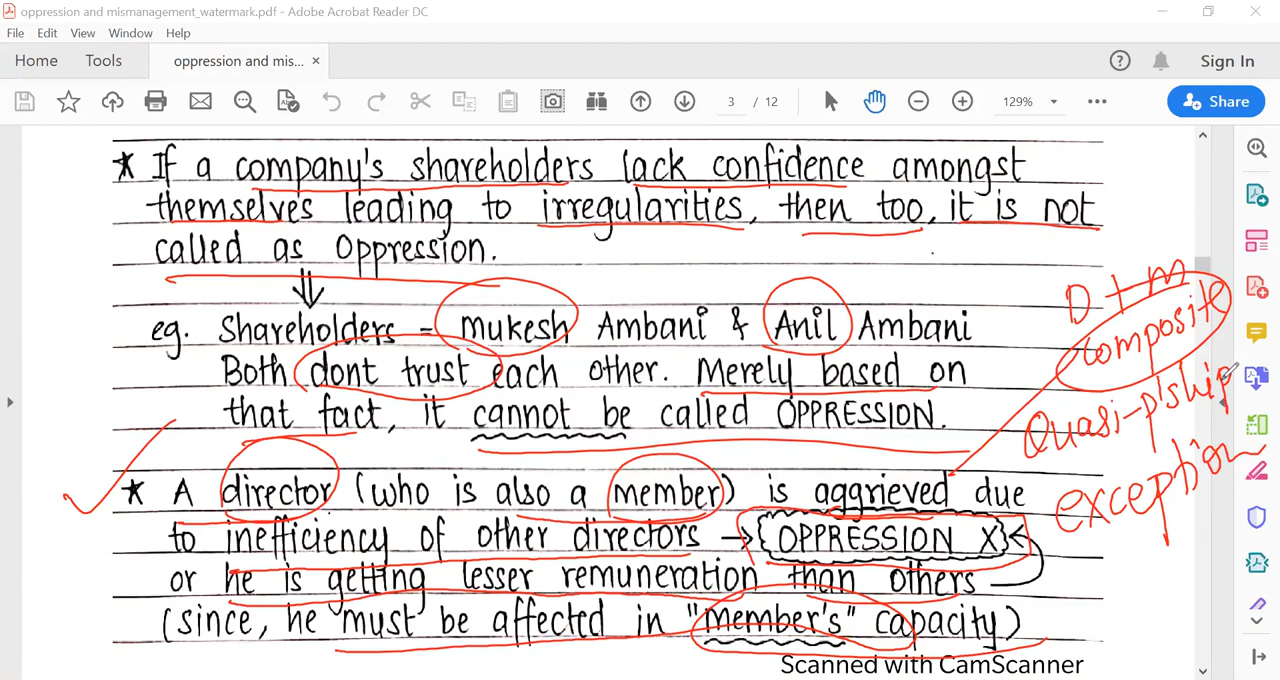 oppression and mismanagement_watermark.pdf - Adobe Acrobat Reader DC
File Edit View Window Help
Home Tools oppression and mis... × Sign In
3 / 12 129% Share
* If a company's shareholders lack confidence amongst
themselves leading to irregularities, then too, it is not
called as Oppression.
eg. Shareholders - Mukesh Ambani & Anil Ambani
Both dont trust each other. Merely based on
that fact, it cannot be called OPPRESSION.
* A director (who is also a member) is aggrieved due
to inefficiency of other directors → {OPPRESSION X}
or he is getting lesser remuneration than others
(since, he must be affected in "member's" capacity)
D + M
Composite
Quasi-p'ship
exception
Scanned with CamScanner